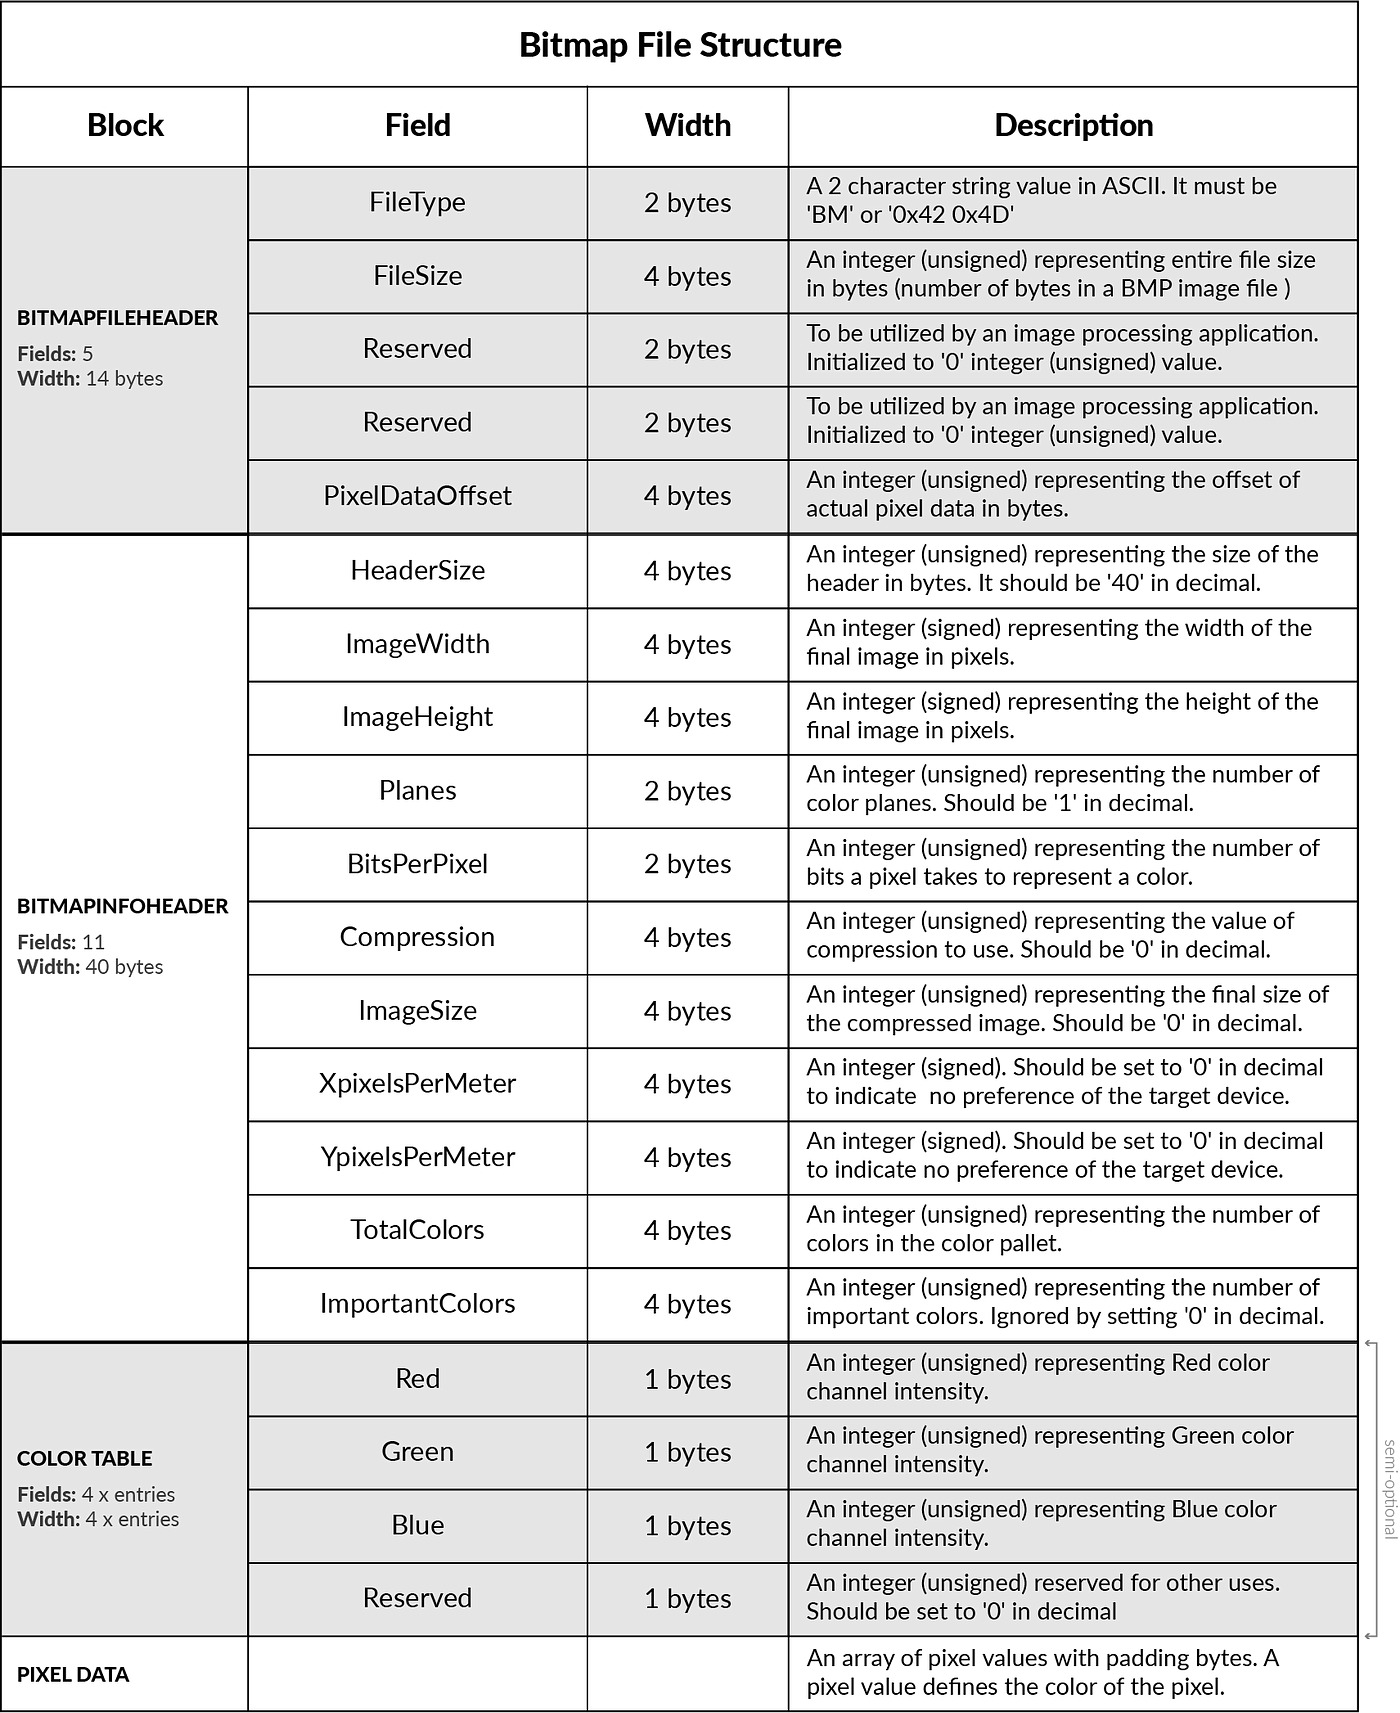 Bitmap File Structure
Block
Field
Width
Description
BITMAPFILEHEADER
Fields: 5
Width: 14 bytes
FileType
2 bytes
A 2 character string value in ASCII. It must be
'BM' or '0x42 0x4D'
FileSize
4 bytes
An integer (unsigned) representing entire file size
in bytes (number of bytes in a BMP image file )
Reserved
2 bytes
To be utilized by an image processing application.
Initialized to '0' integer (unsigned) value.
Reserved
2 bytes
To be utilized by an image processing application.
Initialized to '0' integer (unsigned) value.
PixelDataOffset
4 bytes
An integer (unsigned) representing the offset of
actual pixel data in bytes.
BITMAPINFOHEADER
Fields: 11
Width: 40 bytes
HeaderSize
4 bytes
An integer (unsigned) representing the size of the
header in bytes. It should be '40' in decimal.
ImageWidth
4 bytes
An integer (signed) representing the width of the
final image in pixels.
ImageHeight
4 bytes
An integer (signed) representing the height of the
final image in pixels.
Planes
2 bytes
An integer (unsigned) representing the number of
color planes. Should be '1' in decimal.
BitsPerPixel
2 bytes
An integer (unsigned) representing the number of
bits a pixel takes to represent a color.
Compression
4 bytes
An integer (unsigned) representing the value of
compression to use. Should be '0' in decimal.
ImageSize
4 bytes
An integer (unsigned) representing the final size of
the compressed image. Should be '0' in decimal.
XpixelsPerMeter
4 bytes
An integer (signed). Should be set to '0' in decimal
to indicate  no preference of the target device.
YpixelsPerMeter
4 bytes
An integer (signed). Should be set to '0' in decimal
to indicate no preference of the target device.
TotalColors
4 bytes
An integer (unsigned) representing the number of
colors in the color pallet.
ImportantColors
4 bytes
An integer (unsigned) representing the number of
important colors. Ignored by setting '0' in decimal.
COLOR TABLE
Fields: 4 x entries
Width: 4 x entries
Red
1 bytes
An integer (unsigned) representing Red color
channel intensity.
Green
1 bytes
An integer (unsigned) representing Green color
channel intensity.
Blue
1 bytes
An integer (unsigned) representing Blue color
channel intensity.
Reserved
1 bytes
An integer (unsigned) reserved for other uses.
Should be set to '0' in decimal
semi-optional
PIXEL DATA
An array of pixel values with padding bytes. A
pixel value defines the color of the pixel.